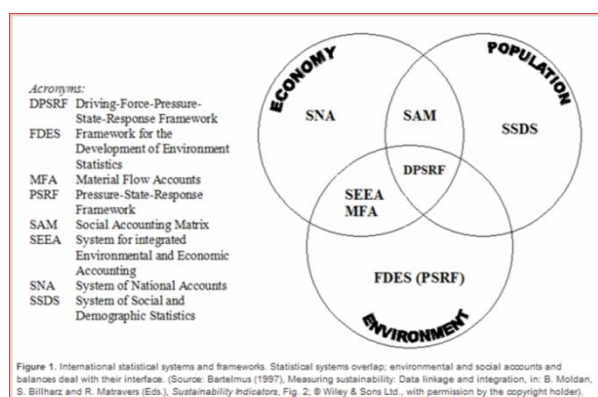 ECONOMY
POPULATION
Acronyms:
DPSRF Driving-Force-Pressure-
State-Response Framework
FDES Framework for the
Development of Environment
Statistics
MFA Material Flow Accounts
PSRF Pressure-State-Response
Framework
SAM Social Accounting Matrix
SEEA System for integrated
Environmental and Economic
Accounting
SNA System of National Accounts
SSDS System of Social and
Demographic Statistics
SNA
SAM
SSDS
DPSRF
SEEA
MFA
FDES (PSRF)
ENVIRONMENT
Figure 1. International statistical systems and frameworks. Statistical systems overlap; environmental and social accounts and
balances deal with their interface. (Source: Bartelmus (1997), Measuring sustainability: Data linkage and integration, in: B. Moldan,
S. Billharz and R. Matravers (Eds.), Sustainability Indicators, Fig. 2; © Wiley & Sons Ltd., with permission by the copyright holder).